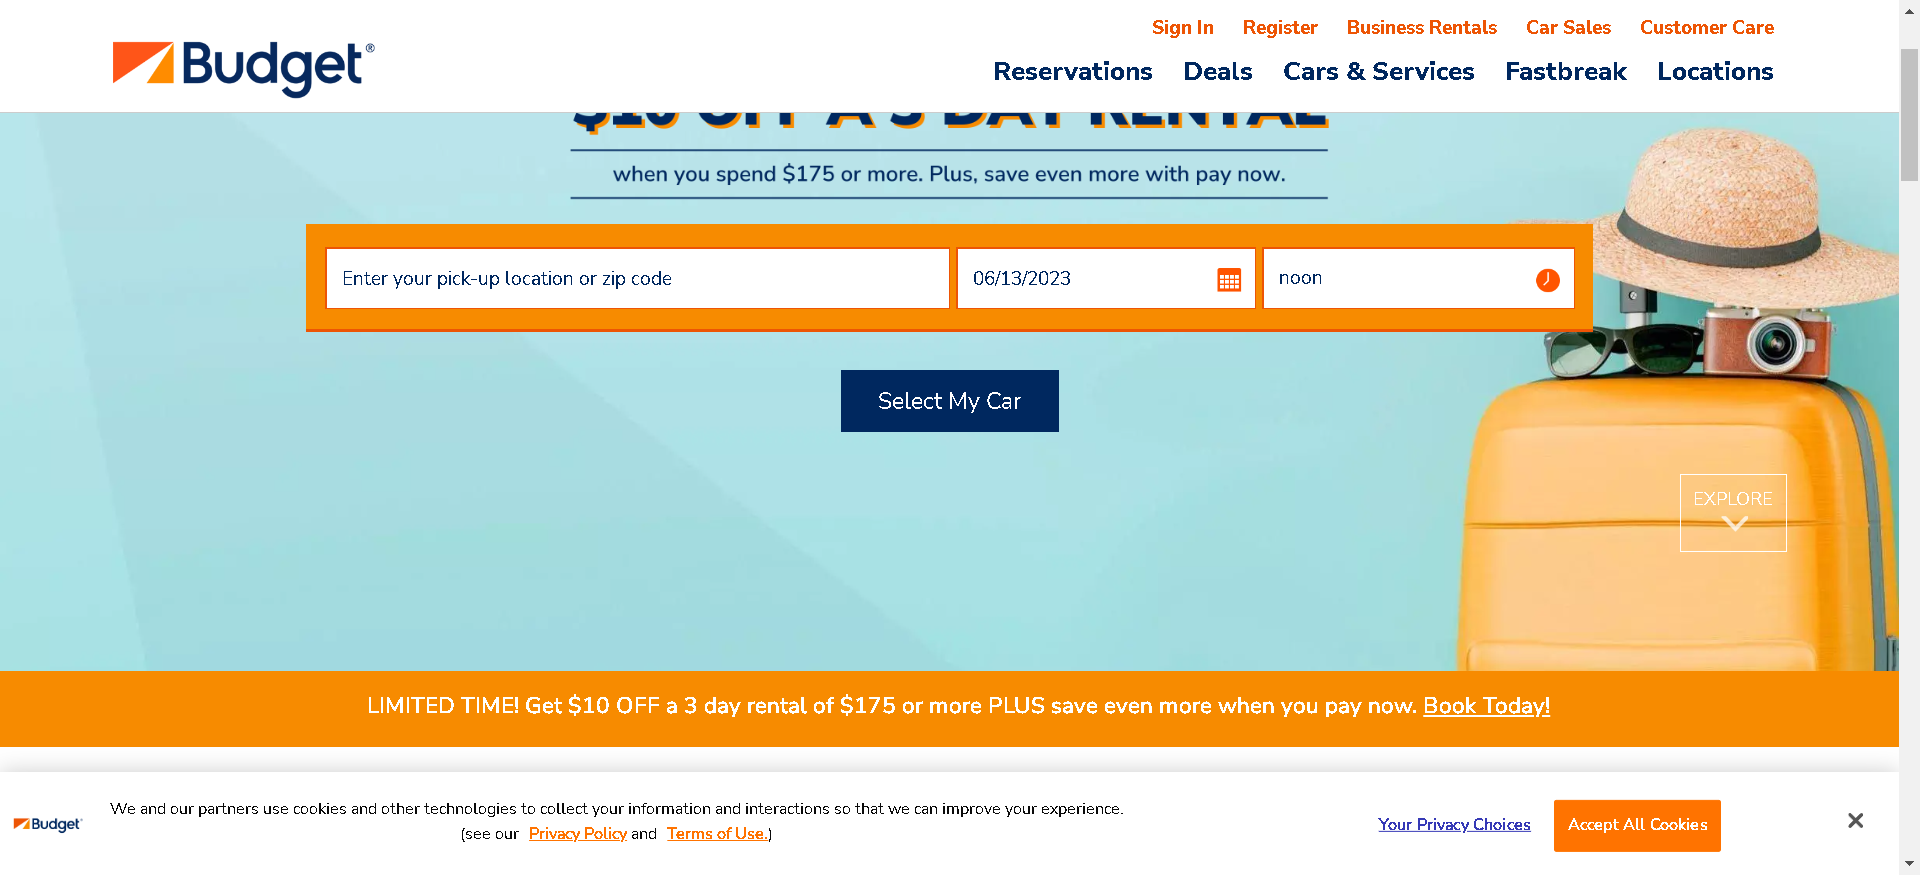 Sign In Register Business Rentals Car Sales Customer Care
Budget®
Reservations Deals Cars & Services Fastbreak Locations
$10 OFF A 3 DAY RENTAL
when you spend $175 or more. Plus, save even more with pay now.
Enter your pick-up location or zip code 06/13/2023 noon
Select My Car
EXPLORE
LIMITED TIME! Get $10 OFF a 3 day rental of $175 or more PLUS save even more when you pay now. Book Today!
We and our partners use cookies and other technologies to collect your information and interactions so that we can improve your experience.
Budget
(see our Privacy Policy and Terms of Use.)
Your Privacy Choices Accept All Cookies